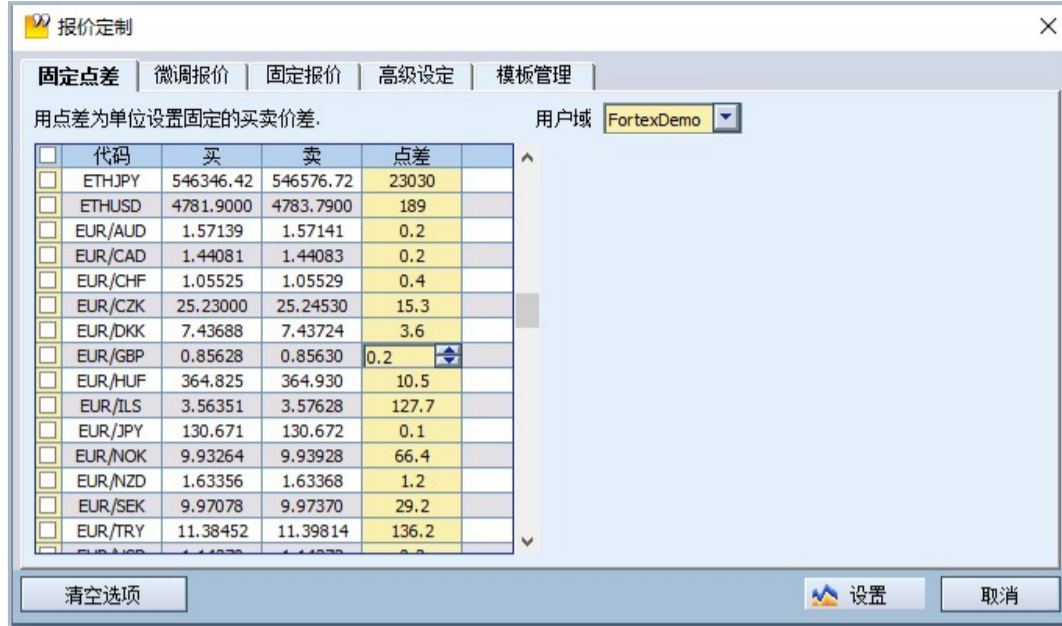 报价定制
固定点差 微调报价 固定报价 高级设定 模板管理
用点差为单位设置固定的买卖价差. 用户域 FortexDemo
代码 买 卖 点差
ETHJPY 546346.42 546576.72 23030
ETHUSD 4781.9000 4783.7900 189
EUR/AUD 1.57139 1.57141 0.2
EUR/CAD 1.44081 1.44083 0.2
EUR/CHF 1.05525 1.05529 0.4
EUR/CZK 25.23000 25.24530 15.3
EUR/DKK 7.43688 7.43724 3.6
EUR/GBP 0.85628 0.85630 0.2
EUR/HUF 364.825 364.930 10.5
EUR/ILS 3.56351 3.57628 127.7
EUR/JPY 130.671 130.672 0.1
EUR/NOK 9.93264 9.93928 66.4
EUR/NZD 1.63356 1.63368 1.2
EUR/SEK 9.97078 9.97370 29.2
EUR/TRY 11.38452 11.39814 136.2
清空选项 设置 取消